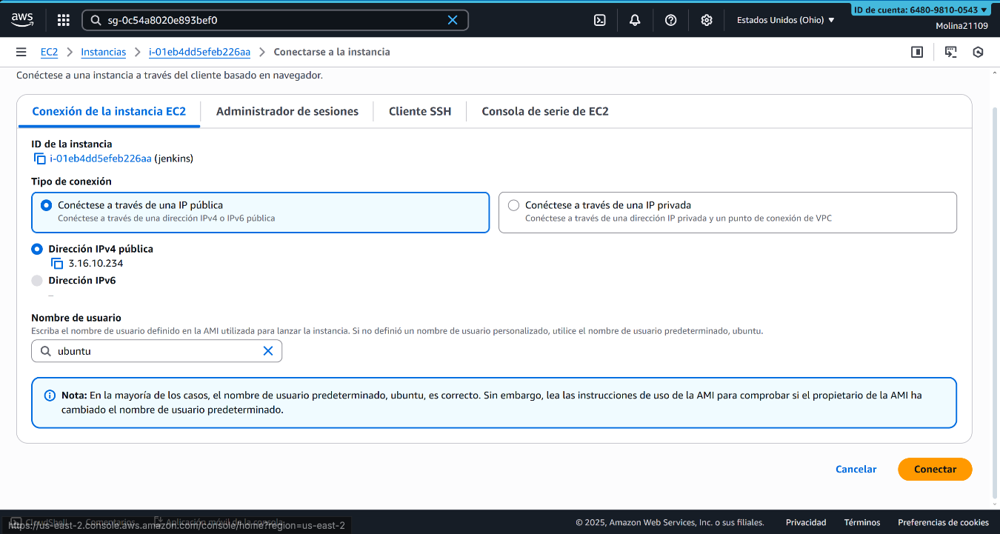 aws
sg-0c54a8020e893bef0
Estados Unidos (Ohio)
ID de cuenta: 6480-9810-0543
Molina21109
EC2 > Instancias > i-01eb4dd5efeb226aa > Conectarse a la instancia
Conéctese a una instancia a través del cliente basado en navegador.
Conexión de la instancia EC2
Administrador de sesiones
Cliente SSH
Consola de serie de EC2
ID de la instancia
i-01eb4dd5efeb226aa (jenkins)
Tipo de conexión
Conéctese a través de una IP pública
Conéctese a través de una dirección IPv4 o IPv6 pública
Conéctese a través de una IP privada
Conéctese a través de una dirección IP privada y un punto de conexión de VPC
Dirección IPv4 pública
3.16.10.234
Dirección IPv6
–
Nombre de usuario
Escriba el nombre de usuario definido en la AMI utilizada para lanzar la instancia. Si no definió un nombre de usuario personalizado, utilice el nombre de usuario predeterminado, ubuntu.
ubuntu
Nota: En la mayoría de los casos, el nombre de usuario predeterminado, ubuntu, es correcto. Sin embargo, lea las instrucciones de uso de la AMI para comprobar si el propietario de la AMI ha
cambiado el nombre de usuario predeterminado.
Cancelar
Conectar
CloudShell
Comentarios
Aplicación móvil de la consola
https://us-east-2.console.aws.amazon.com/console/home?region=us-east-2
© 2025, Amazon Web Services, Inc. o sus filiales.
Privacidad
Términos
Preferencias de cookies